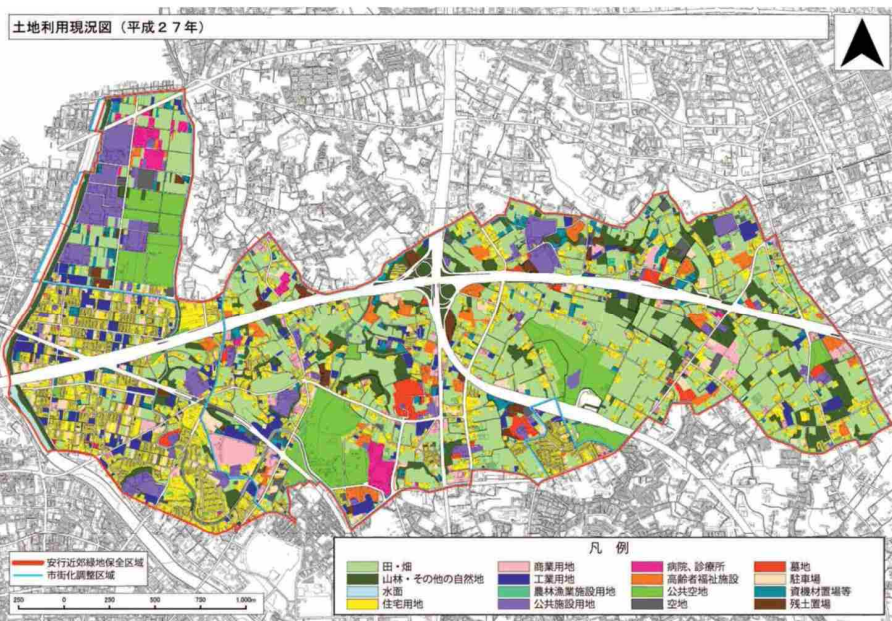 土地利用現況図（平成２７年）
安行近郊緑地保全区域
市街化調整区域
250 0 250 500 750 1,000m
凡 例
田・畑 商業用地 病院、診療所 墓地
山林・その他の自然地 工業用地 高齢者福祉施設 駐車場
水面 農林漁業施設用地 公共空地 資機材置場等
住宅用地 公共施設用地 空地 残土置場